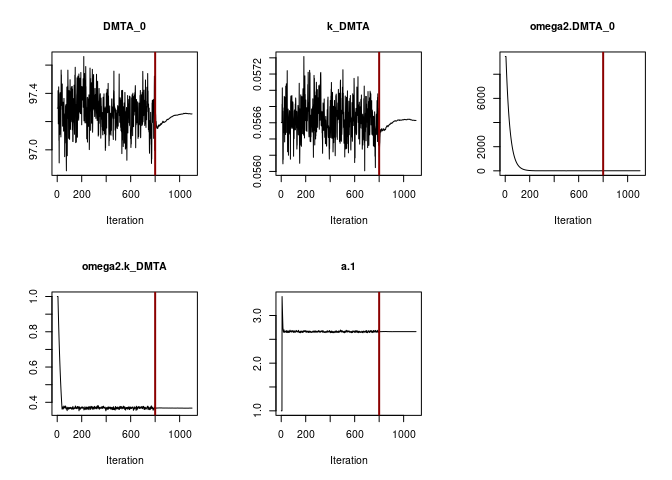 DMTA_0
97.4
97.0
0 200 600 1000
Iteration
k_DMTA
0.0572
0.0566
0.0560
0 200 600 1000
Iteration
omega2.DMTA_0
6000
2000
0
0 200 600 1000
Iteration
omega2.k_DMTA
1.0
0.8
0.6
0.4
0 200 600 1000
Iteration
a.1
3.0
2.0
1.0
0 200 600 1000
Iteration